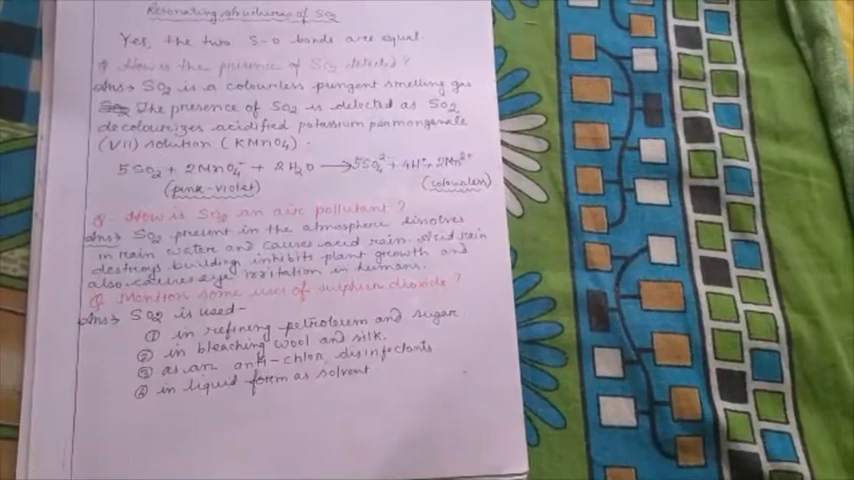 Resonating structures of SO2
Yes, the two S-O bonds are equal.
Q How is the presence of SO2 detected?
Ans→ SO2 is a colourless pungent smelling gas
The presence of SO2 is detected as SO2
decolourizes acidified potassium permanganate
(VII) solution (KMnO4).
5SO2 + 2MnO4⁻ + 2H2O → 5SO4²⁻ + 4H⁺ + 2Mn²⁺
(pink-violet) (colourless)
Q. How is SO2 an air pollutant?
Ans→ SO2 present in the atmosphere dissolves
in rain water and causes acid rain. Acid rain
destroys building inhibits plant growth and
also causes eye irritation in humans.
Q Mention some uses of sulphur dioxide?
Ans→ SO2 is used-
① in refining petroleum and sugar
② in bleaching wool and silk.
③ as an anti-chlor, disinfectants
④ in liquid form as solvent